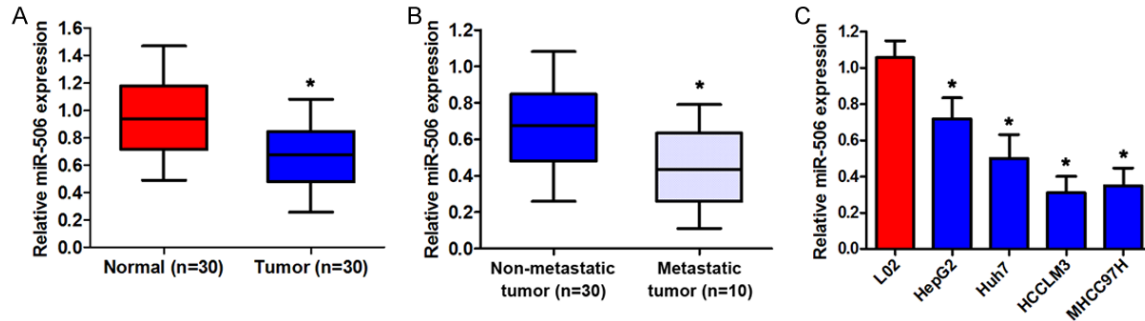 A
Relative miR-506 expression
1.6
1.4
1.2
1.0
0.8
0.6
0.4
0.2
0.0
*
Normal (n=30)
Tumor (n=30)
B
Relative miR-506 expression
1.2
1.0
0.8
0.6
0.4
0.2
0.0
*
Non-metastatic
tumor (n=30)
Metastatic
tumor (n=10)
C
Relative miR-506 expression
1.2
1.0
0.8
0.6
0.4
0.2
0.0
*
*
*
*
L02
HepG2
Huh7
HCCLM3
MHCC97H